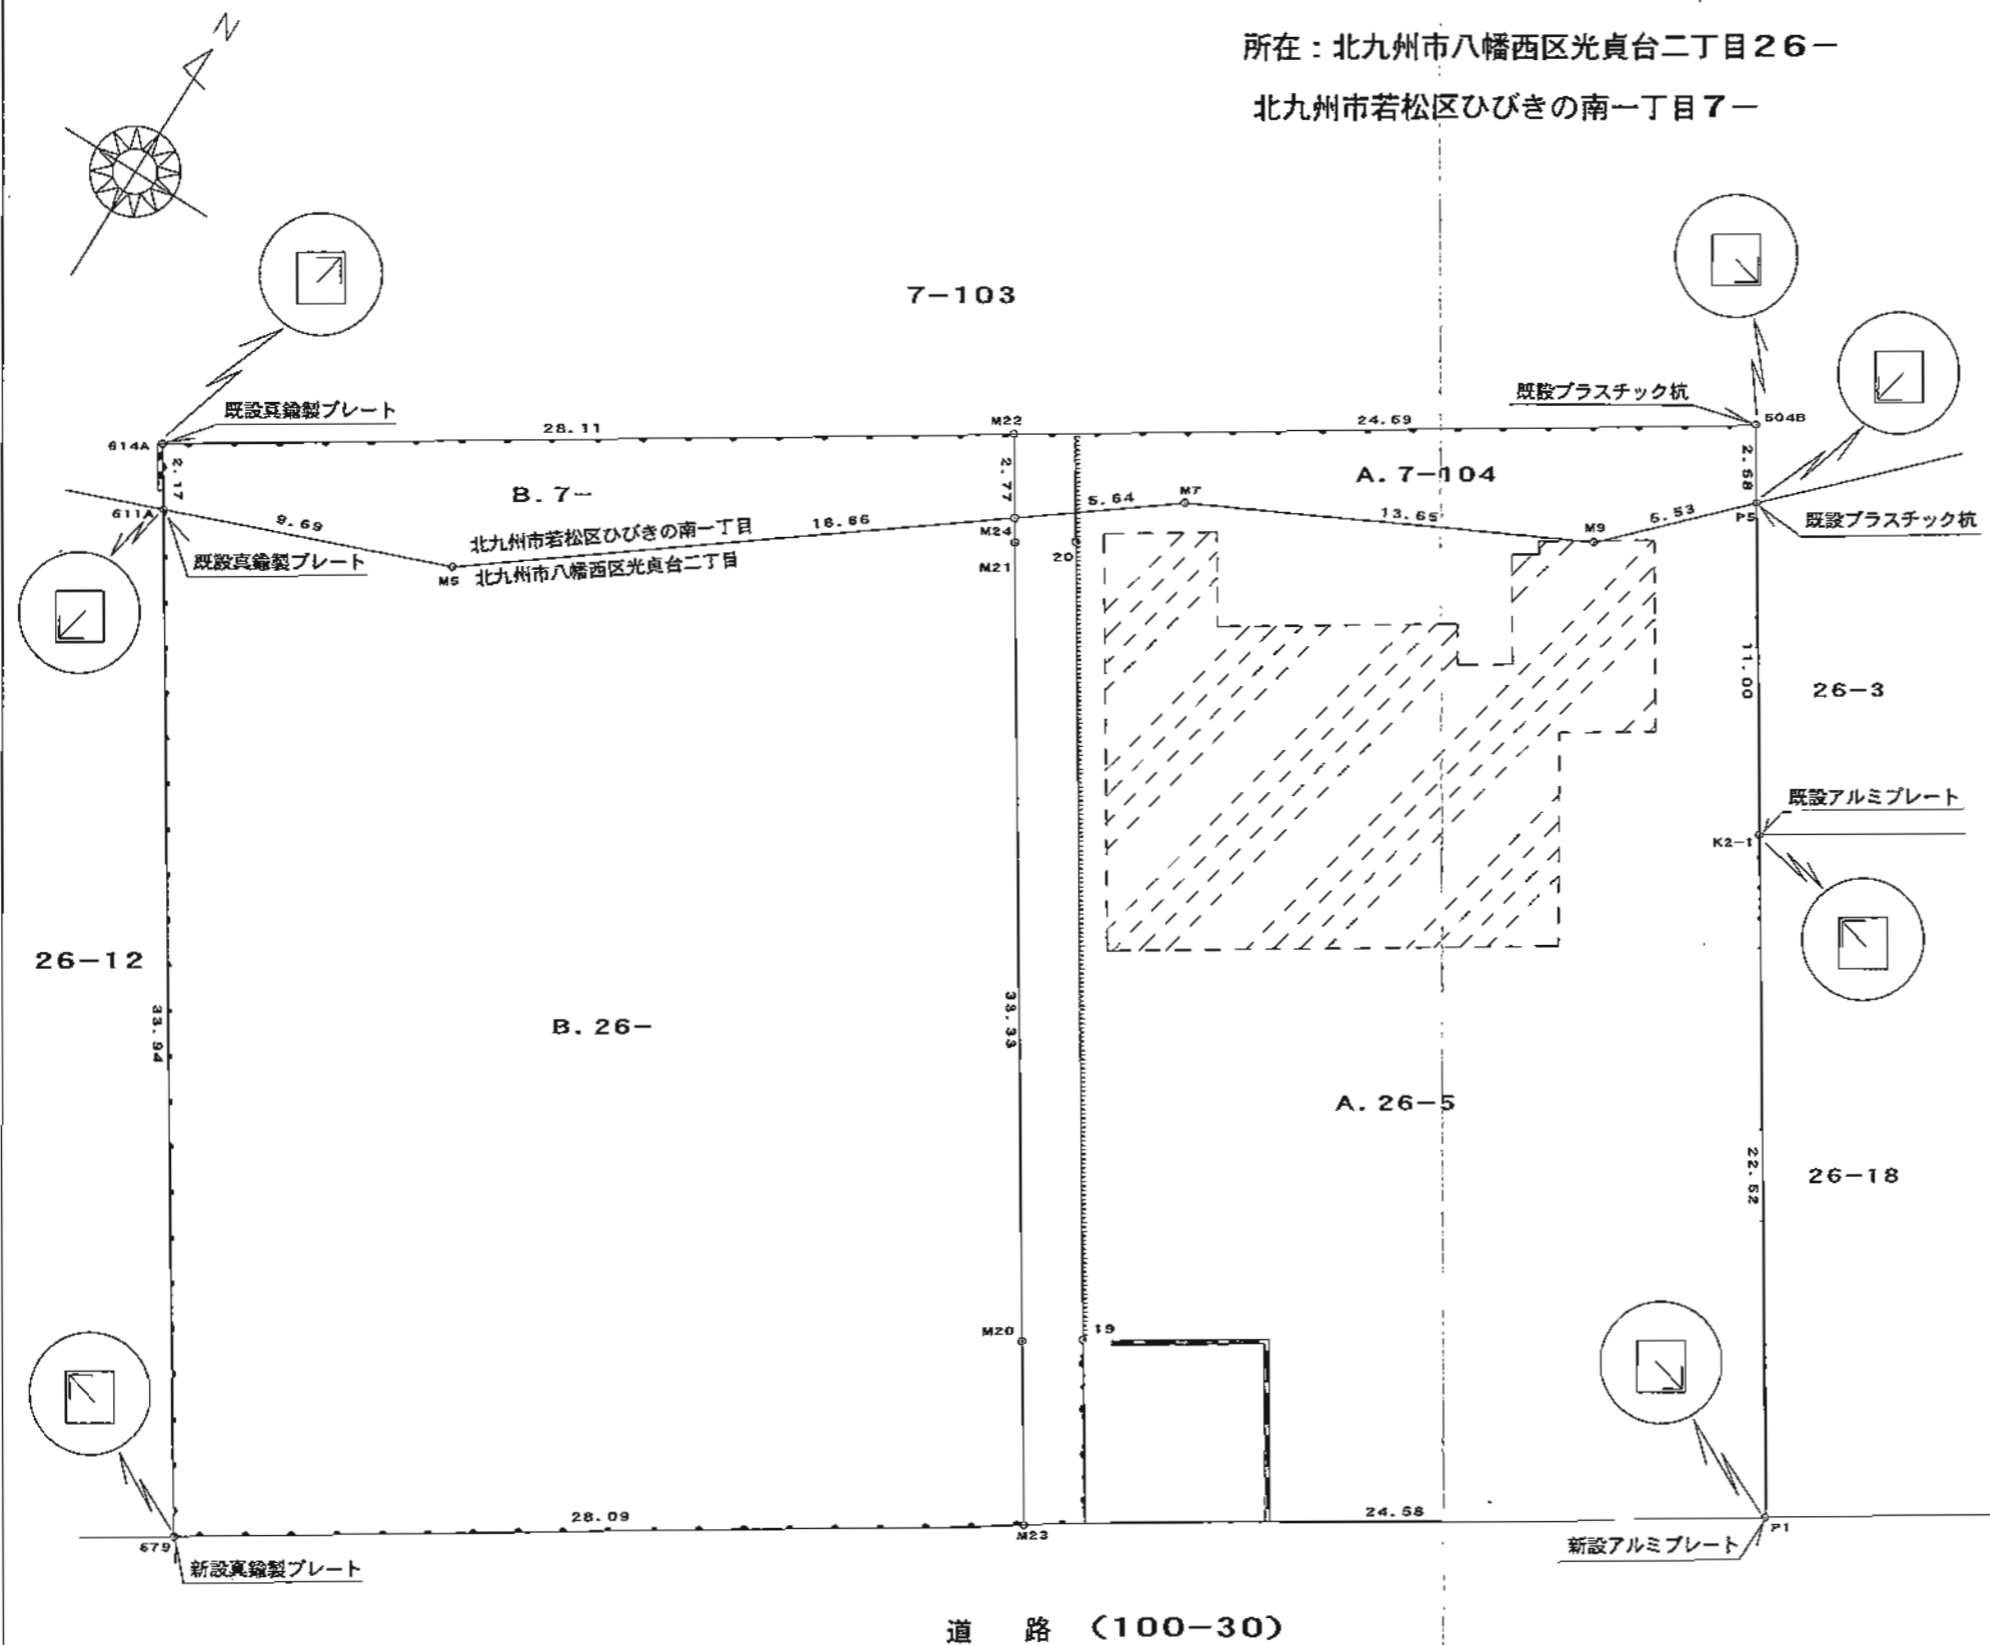 N
所在：北九州市八幡西区光貞台二丁目26－
北九州市若松区ひびきの南一丁目7－
7－103
既設真鍮製プレート
既設プラスチック杭
614A
28.11
M22
24.69
504B
2.17
2.77
2.68
B. 7－
A. 7－104
611A
9.69
北九州市若松区ひびきの南一丁目
18.66
5.64
M7
13.65
5.53
P5
既設プラスチック杭
M24
M9
既設真鍮製プレート
M5
北九州市八幡西区光貞台二丁目
M21
20
11.00
26－3
既設アルミプレート
K2-1
26－12
33.94
33.33
B. 26－
A. 26－5
22.52
26－18
M20
19
28.09
24.58
679
M23
P1
新設真鍮製プレート
新設アルミプレート
道 路 （100－30）